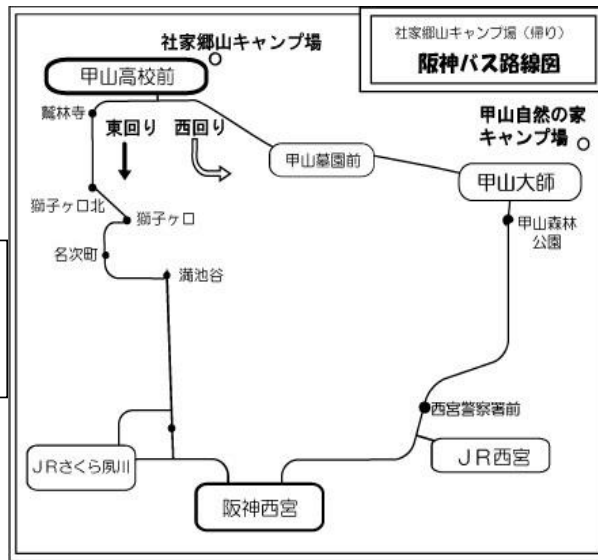 社家郷山キャンプ場（帰り）
阪神バス路線図
社家郷山キャンプ場
甲山高校前
鷲林寺
東回り
西回り
甲山墓園前
甲山自然の家
キャンプ場
甲山大師
甲山森林
公園
獅子ヶ口北
獅子ヶ口
名次町
満池谷
西宮警察署前
JRさくら夙川
JR西宮
阪神西宮